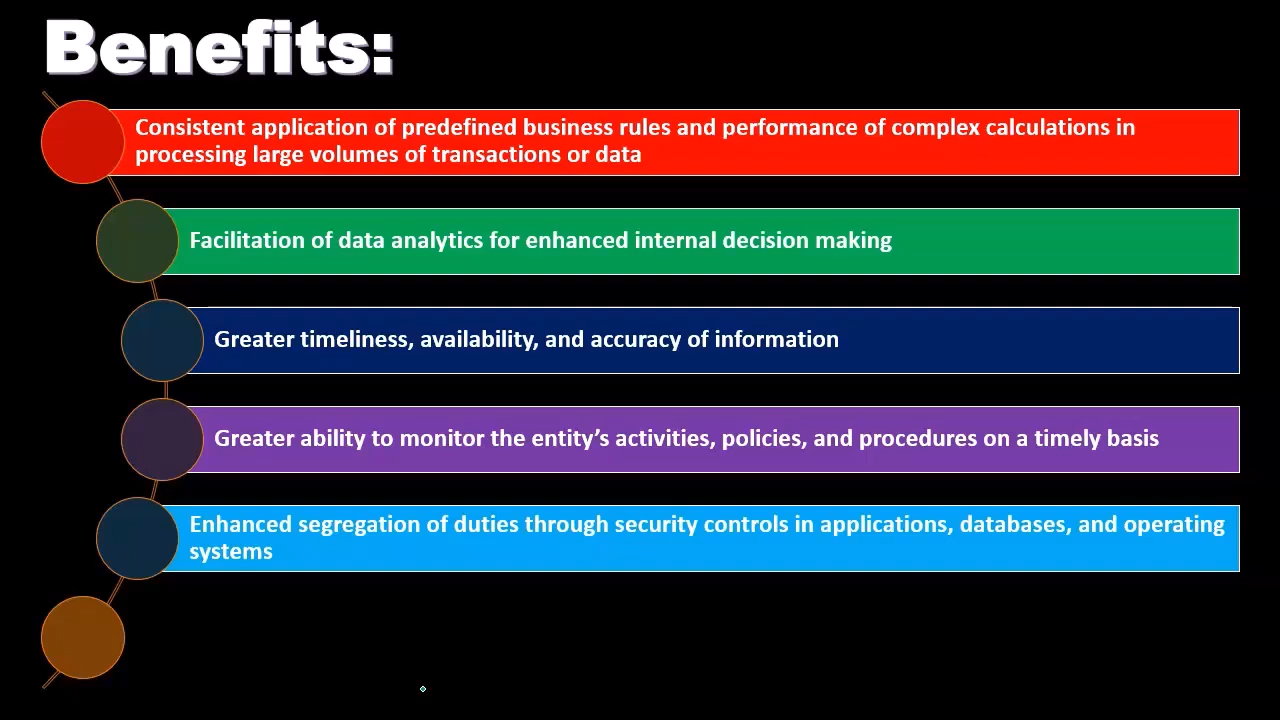 Benefits:
Consistent application of predefined business rules and performance of complex calculations in
processing large volumes of transactions or data
Facilitation of data analytics for enhanced internal decision making
Greater timeliness, availability, and accuracy of information
Greater ability to monitor the entity’s activities, policies, and procedures on a timely basis
Enhanced segregation of duties through security controls in applications, databases, and operating
systems